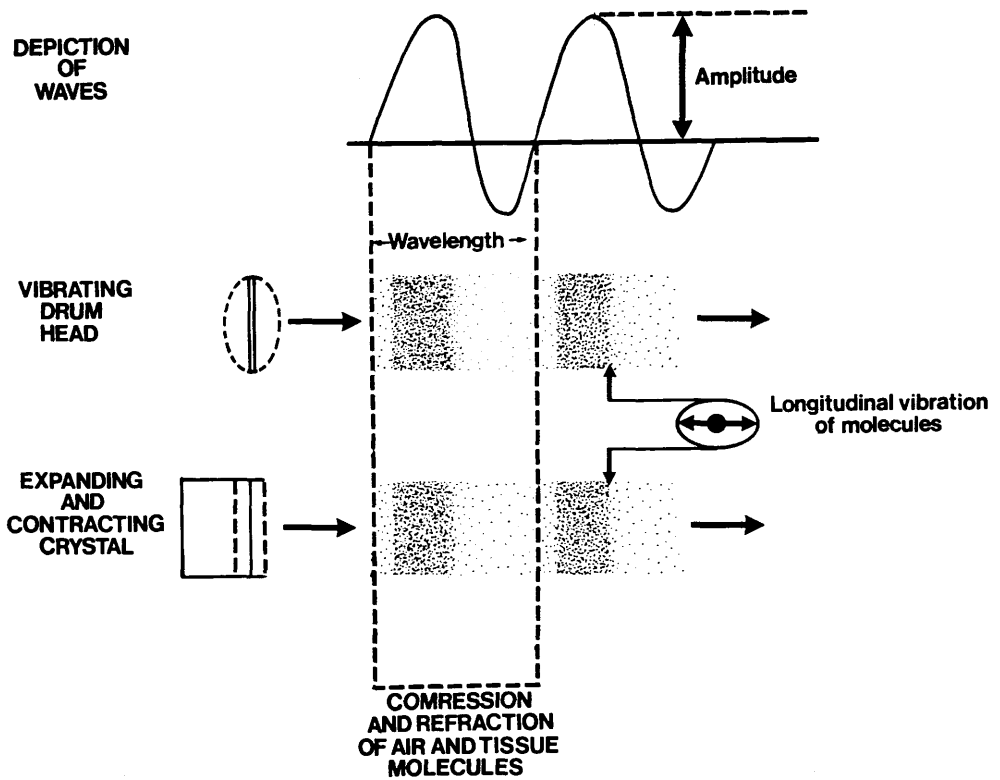 DEPICTION
OF
WAVES
Amplitude
Wavelength
VIBRATING
DRUM
HEAD
Longitudinal vibration
of molecules
EXPANDING
AND
CONTRACTING
CRYSTAL
COMRESSION
AND REFRACTION
OF AIR AND TISSUE
MOLECULES